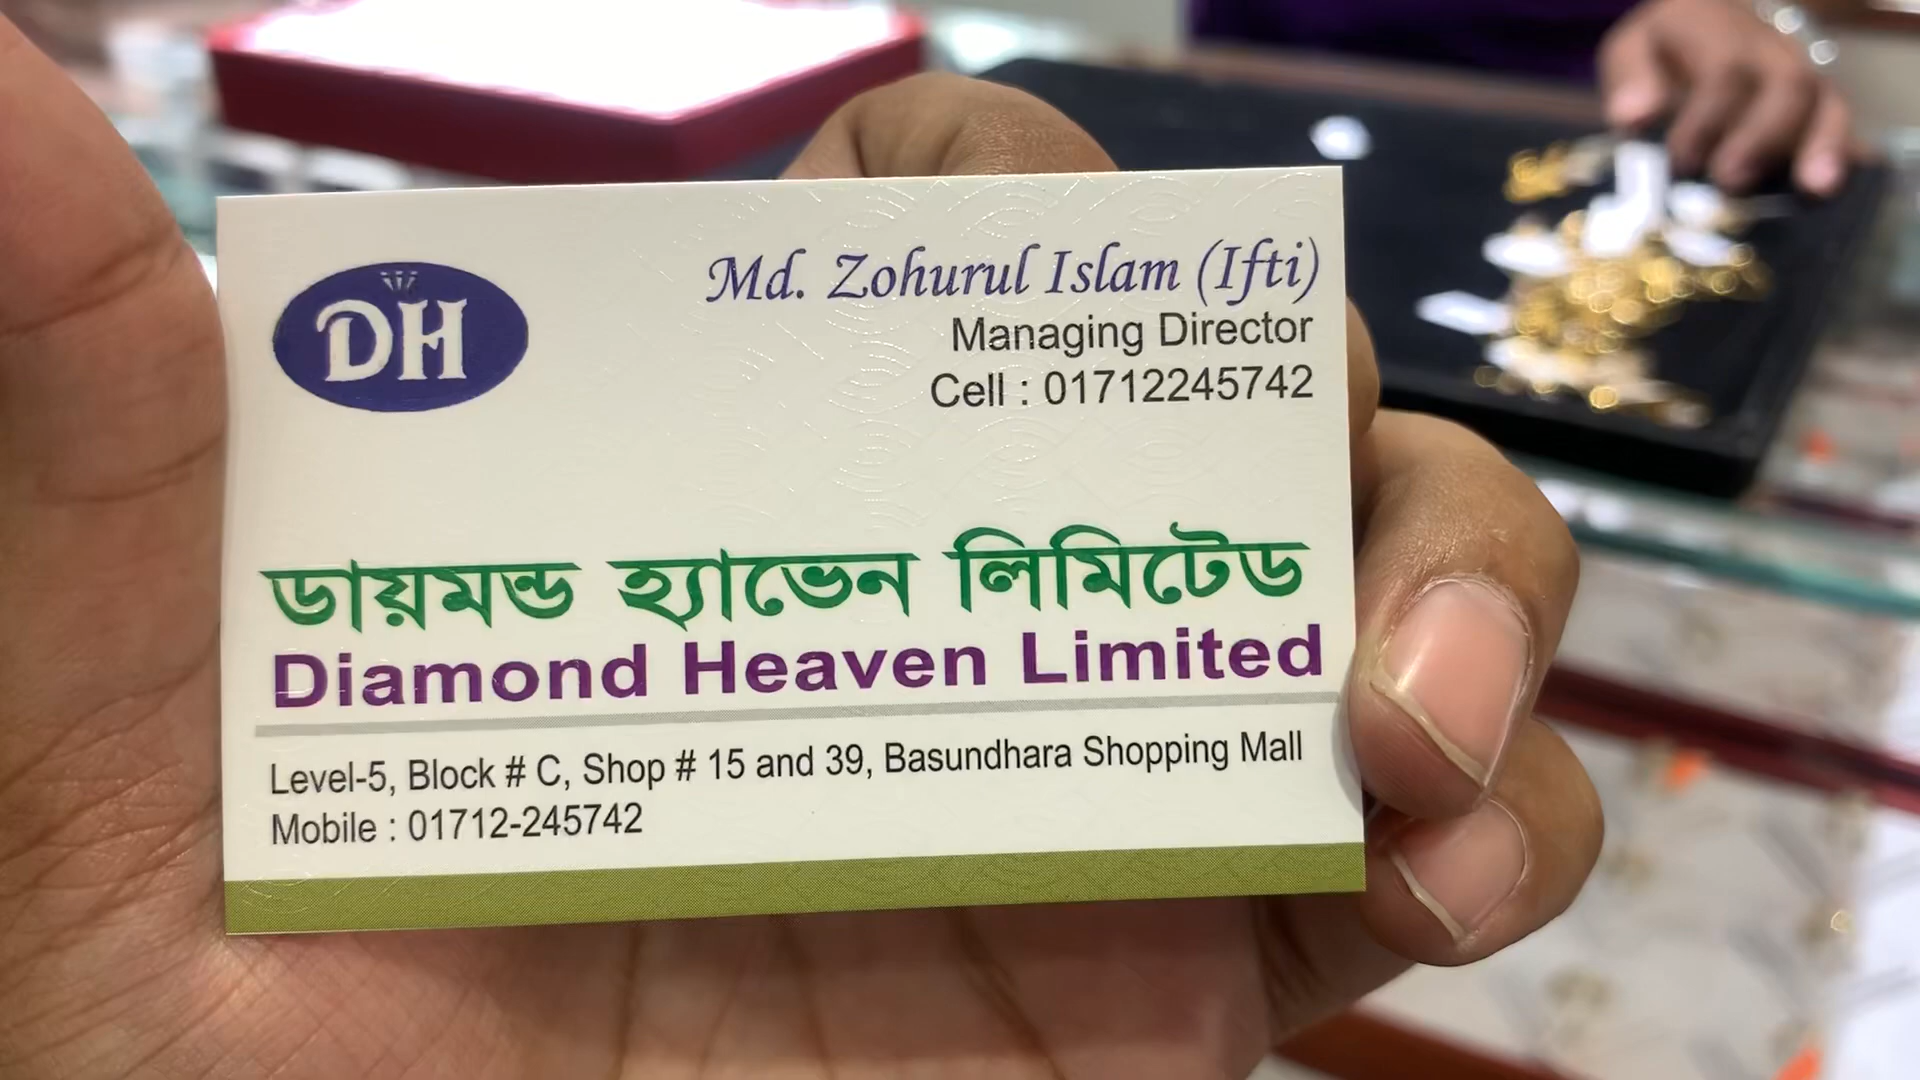 DH
Md. Zohurul Islam (Ifti)
Managing Director
Cell : 01712245742
ডায়মন্ড হ্যাভেন লিমিটেড
Diamond Heaven Limited
Level-5, Block # C, Shop # 15 and 39, Basundhara Shopping Mall
Mobile : 01712-245742